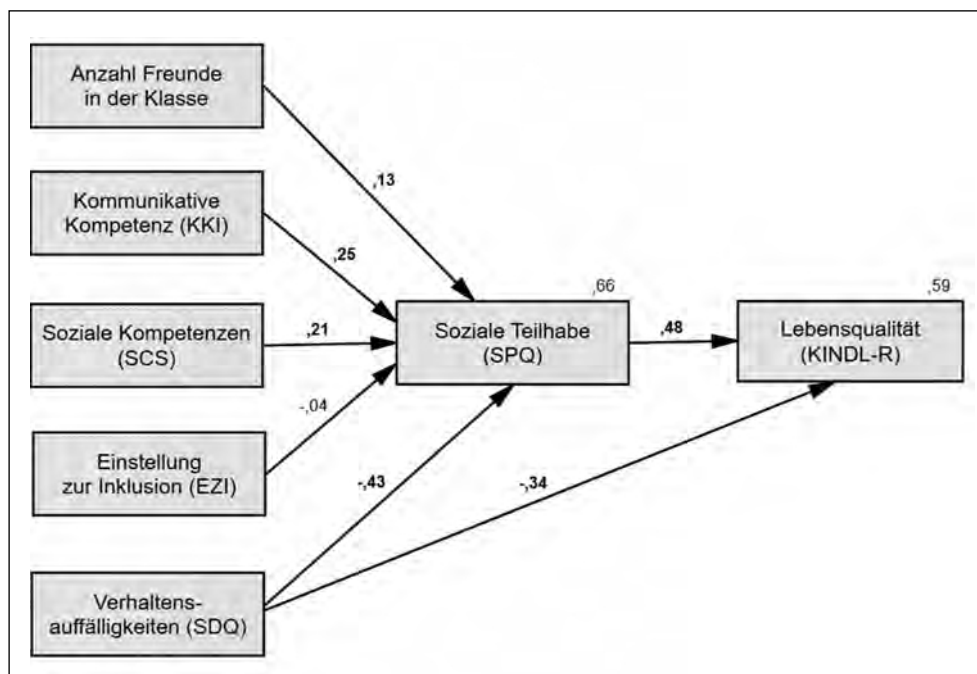 Anzahl Freunde
in der Klasse
,13
Kommunikative
Kompetenz (KKI)
,25
Soziale Kompetenzen
(SCS)
,21
-,04
Einstellung
zur Inklusion (EZI)
Verhaltens-
auffälligkeiten (SDQ)
-,43
-,34
,66
Soziale Teilhabe
(SPQ)
,48
,59
Lebensqualität
(KINDL-R)